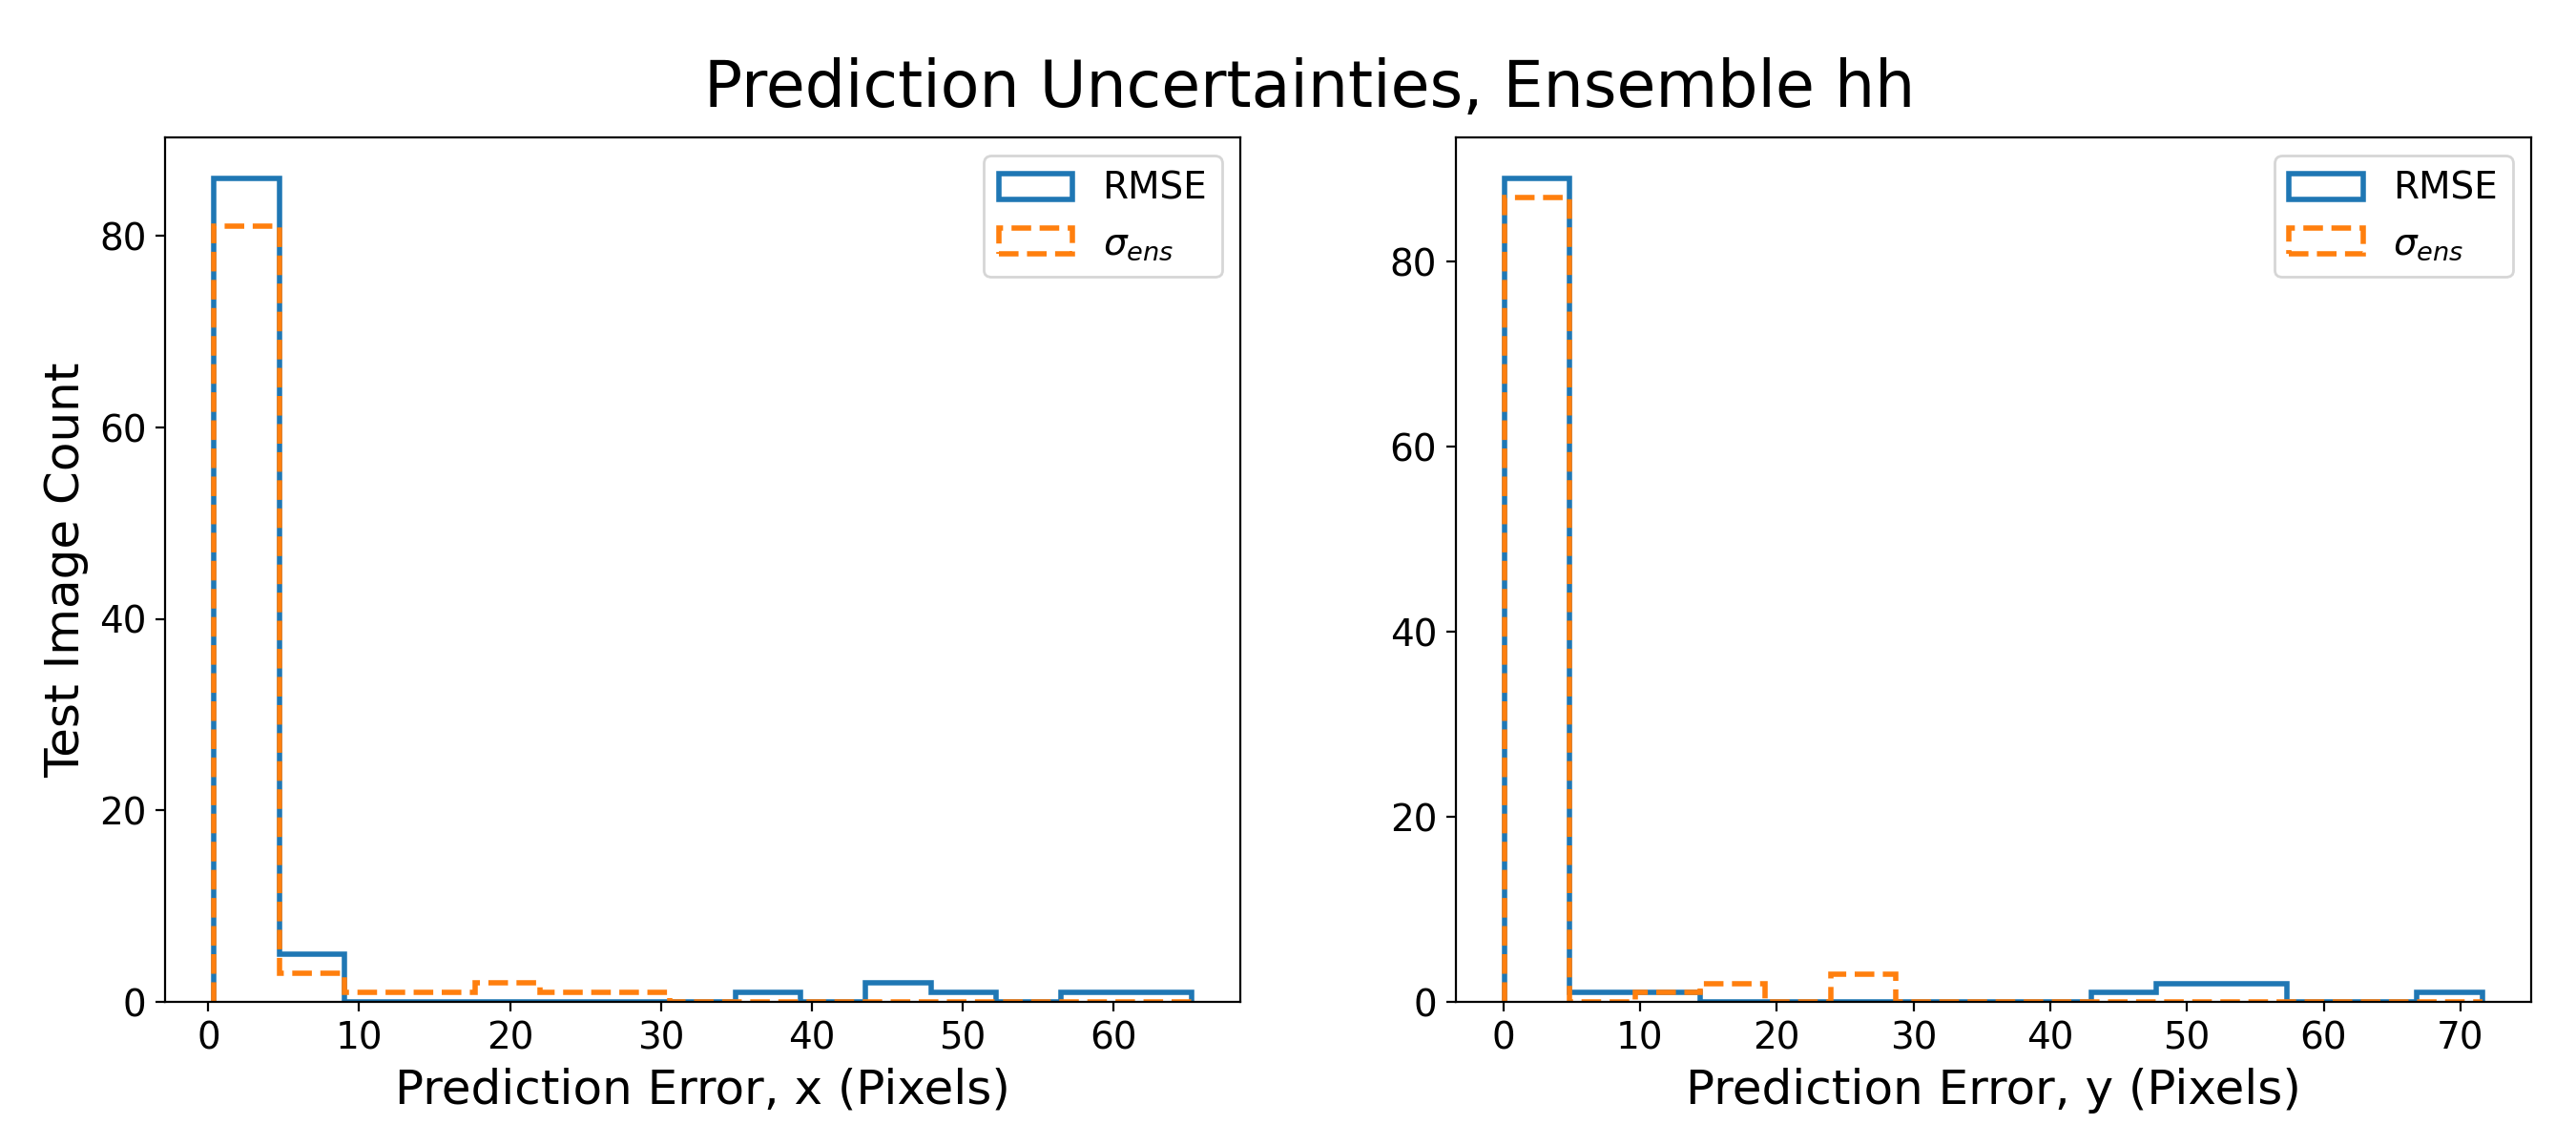 Prediction Uncertainties, Ensemble hh
Test Image Count
80
60
40
20
0
RMSE
σens
0 10 20 30 40 50 60
Prediction Error, x (Pixels)
80
60
40
20
0
RMSE
σens
0 10 20 30 40 50 60 70
Prediction Error, y (Pixels)